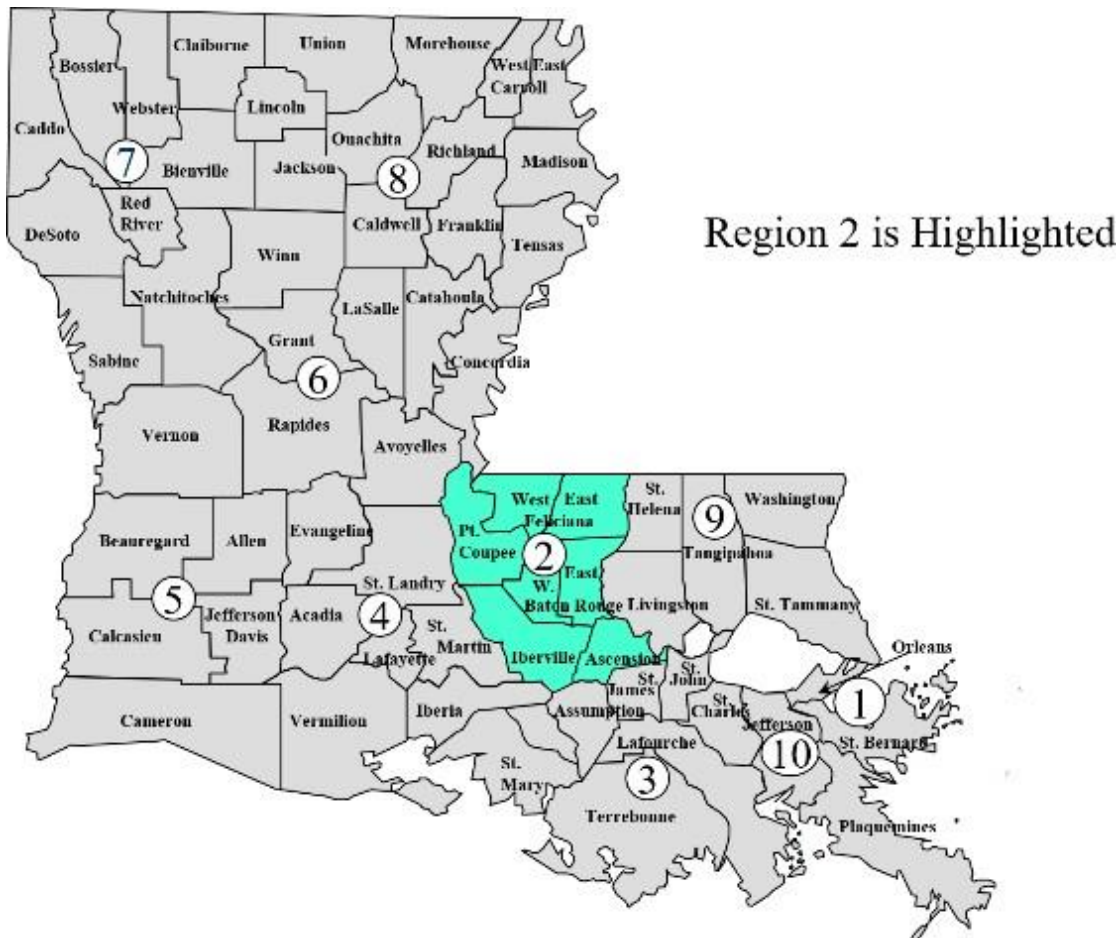 Claiborne
Union
Morehouse
West East
Carroll
Bossier
Webster
Lincoln
Caddo
Ouachita
Richland
Madison
7
Bienville
Jackson
8
Red
River
DeSoto
Caldwell
Franklin
Tensas
Winn
Natchitoches
LaSalle
Catahoula
Grant
Sabine
Concordia
6
Rapides
Vernon
Avoyelles
Region 2 is Highlighted
West
Feliciana
East
St.
Helena
9
Washington
Pt.
Coupee
2
Tangipahoa
Beauregard
Allen
Evangeline
St. Landry
W.
East
Baton Rouge
Livingston
St. Tammany
5
Calcasieu
Jefferson
Davis
Acadia
4
Lafayette
St.
Martin
Iberville
Ascension
St.
James
St.
John
Orleans
Cameron
Vermilion
Iberia
Assumption
St.
Charles
Jefferson
1
St. Bernard
Lafourche
10
St.
Mary
3
Terrebonne
Plaquemines